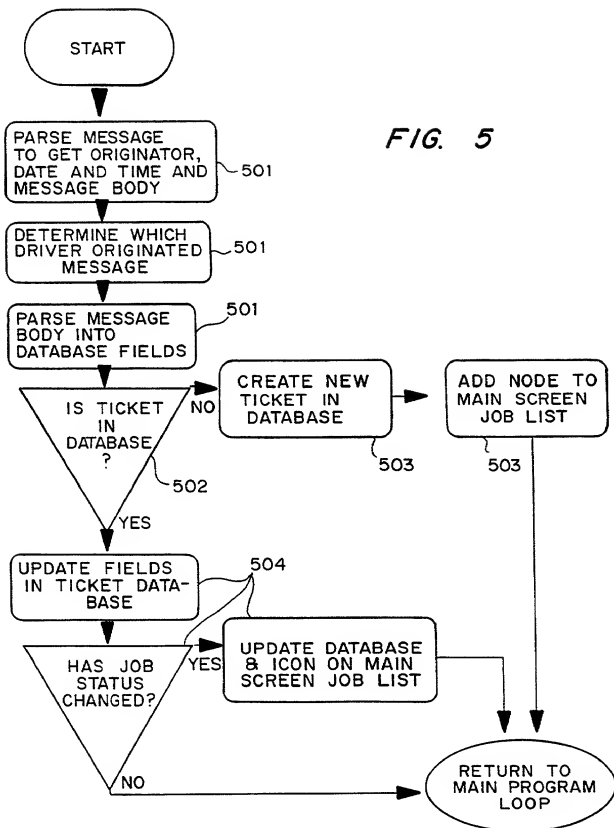 START
FIG. 5
PARSE MESSAGE
TO GET ORIGINATOR,
DATE AND TIME AND
MESSAGE BODY
501
DETERMINE WHICH
DRIVER ORIGINATED
MESSAGE
501
PARSE MESSAGE
BODY INTO
DATABASE FIELDS
501
IS TICKET
IN
DATABASE
?
502
NO
CREATE NEW
TICKET IN
DATABASE
503
ADD NODE TO
MAIN SCREEN
JOB LIST
503
YES
UPDATE FIELDS
IN TICKET DATA-
BASE
504
HAS JOB
STATUS
CHANGED?
YES
UPDATE DATABASE
& ICON ON MAIN
SCREEN JOB LIST
NO
RETURN TO
MAIN PROGRAM
LOOP